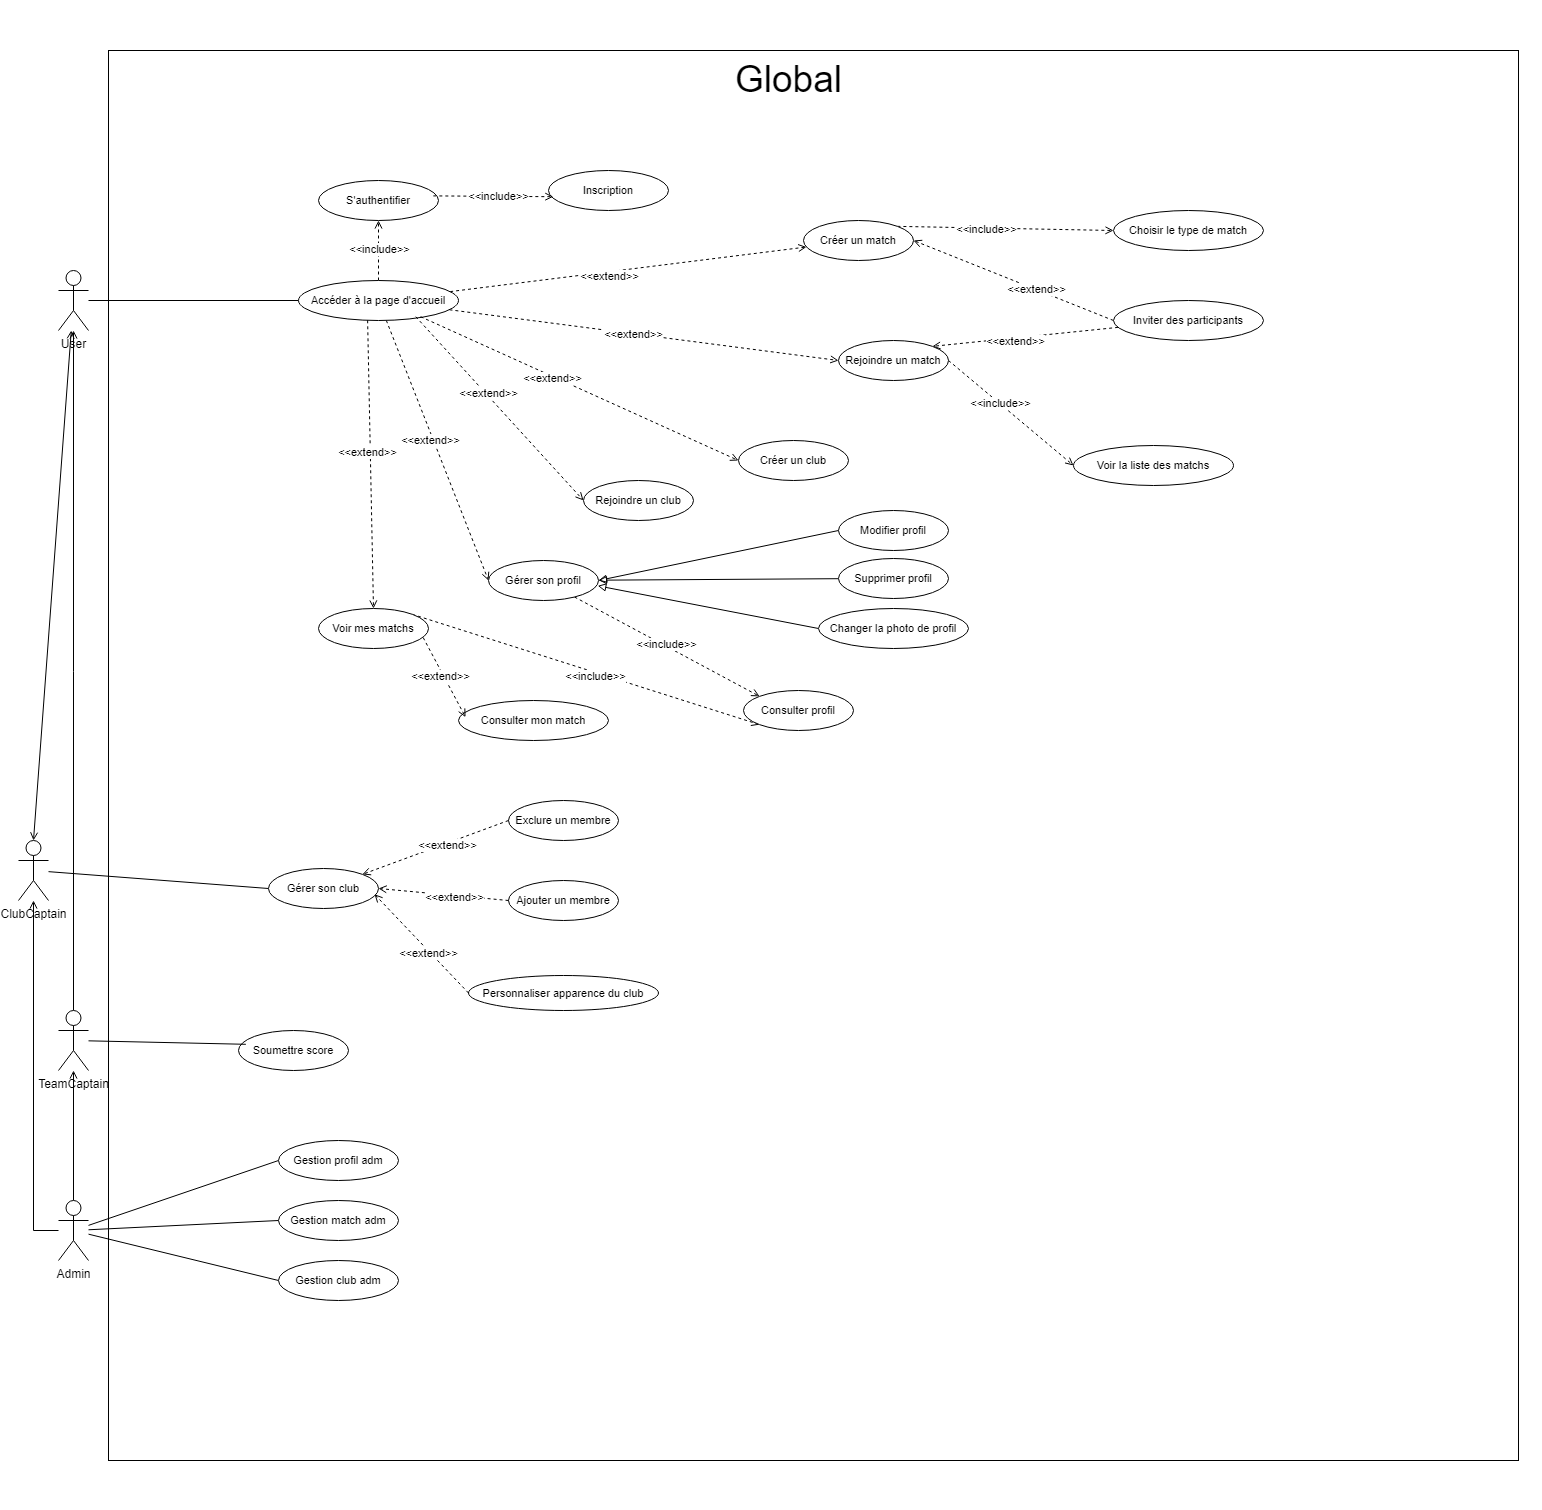 Global
Inscription
S'authentifier
<<include>>
Choisir le type de match
<<include>>
Créer un match
<<include>>
<<extend>>
<<extend>>
Accéder à la page d'accueil
Inviter des participants
User
<<extend>>
<<extend>>
Rejoindre un match
<<extend>>
<<extend>>
<<include>>
<<extend>>
<<extend>>
Créer un club
Voir la liste des matchs
Rejoindre un club
Modifier profil
Gérer son profil
Supprimer profil
Voir mes matchs
Changer la photo de profil
<<include>>
<<extend>>
<<include>>
Consulter mon match
Consulter profil
Exclure un membre
<<extend>>
Gérer son club
<<extend>>
Ajouter un membre
ClubCaptain
<<extend>>
Personnaliser apparence du club
Soumettre score
TeamCaptain
Gestion profil adm
Gestion match adm
Admin
Gestion club adm